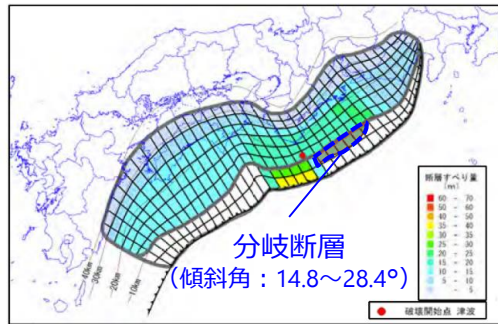 分岐断層
(傾斜角：14.8～28.4°)
40km
30km
20km
10km
断層すべり量
(m)
60 - 70
50 - 60
45 - 50
40 - 45
35 - 40
30 - 35
25 - 30
20 - 25
15 - 20
10 - 15
5 - 10
- 5
破壊開始点 津波